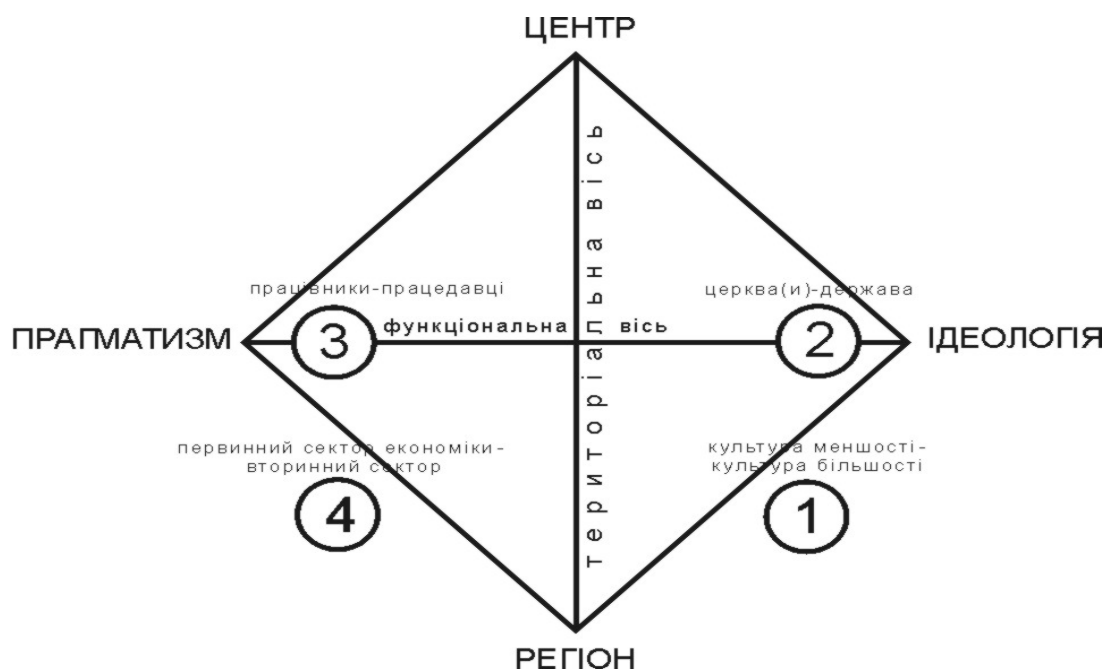 ЦЕНТР
територіальна вісь
працівники-працедавці
церква(и)-держава
ПРАГМАТИЗМ
3
функціональна вісь
2
ІДЕОЛОГІЯ
первинний сектор економіки-
вторинний сектор
4
культура меншості-
культура більшості
1
РЕГІОН